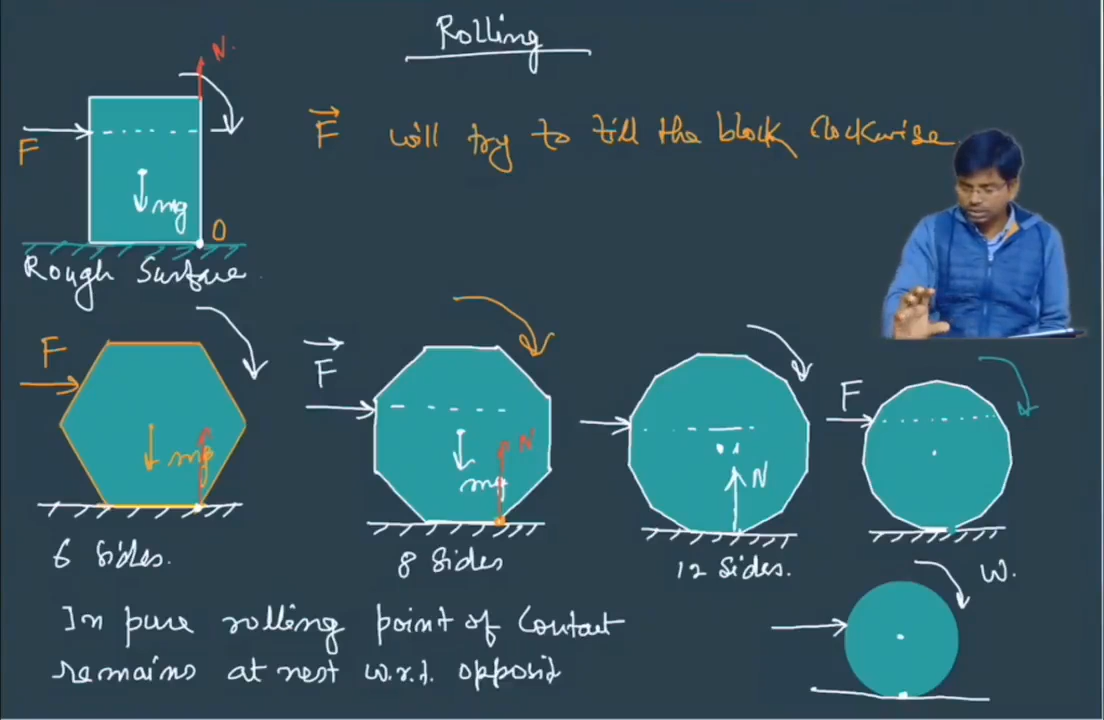 Rolling
N.
F
mg
O
Rough Surface.
F will try to till the block clockwise
F
mg
6 Sides.
F
N
mg
8 Sides
N
12 Sides.
F
W.
In pure rolling point of Contact
remains at rest w.r.t. opposit